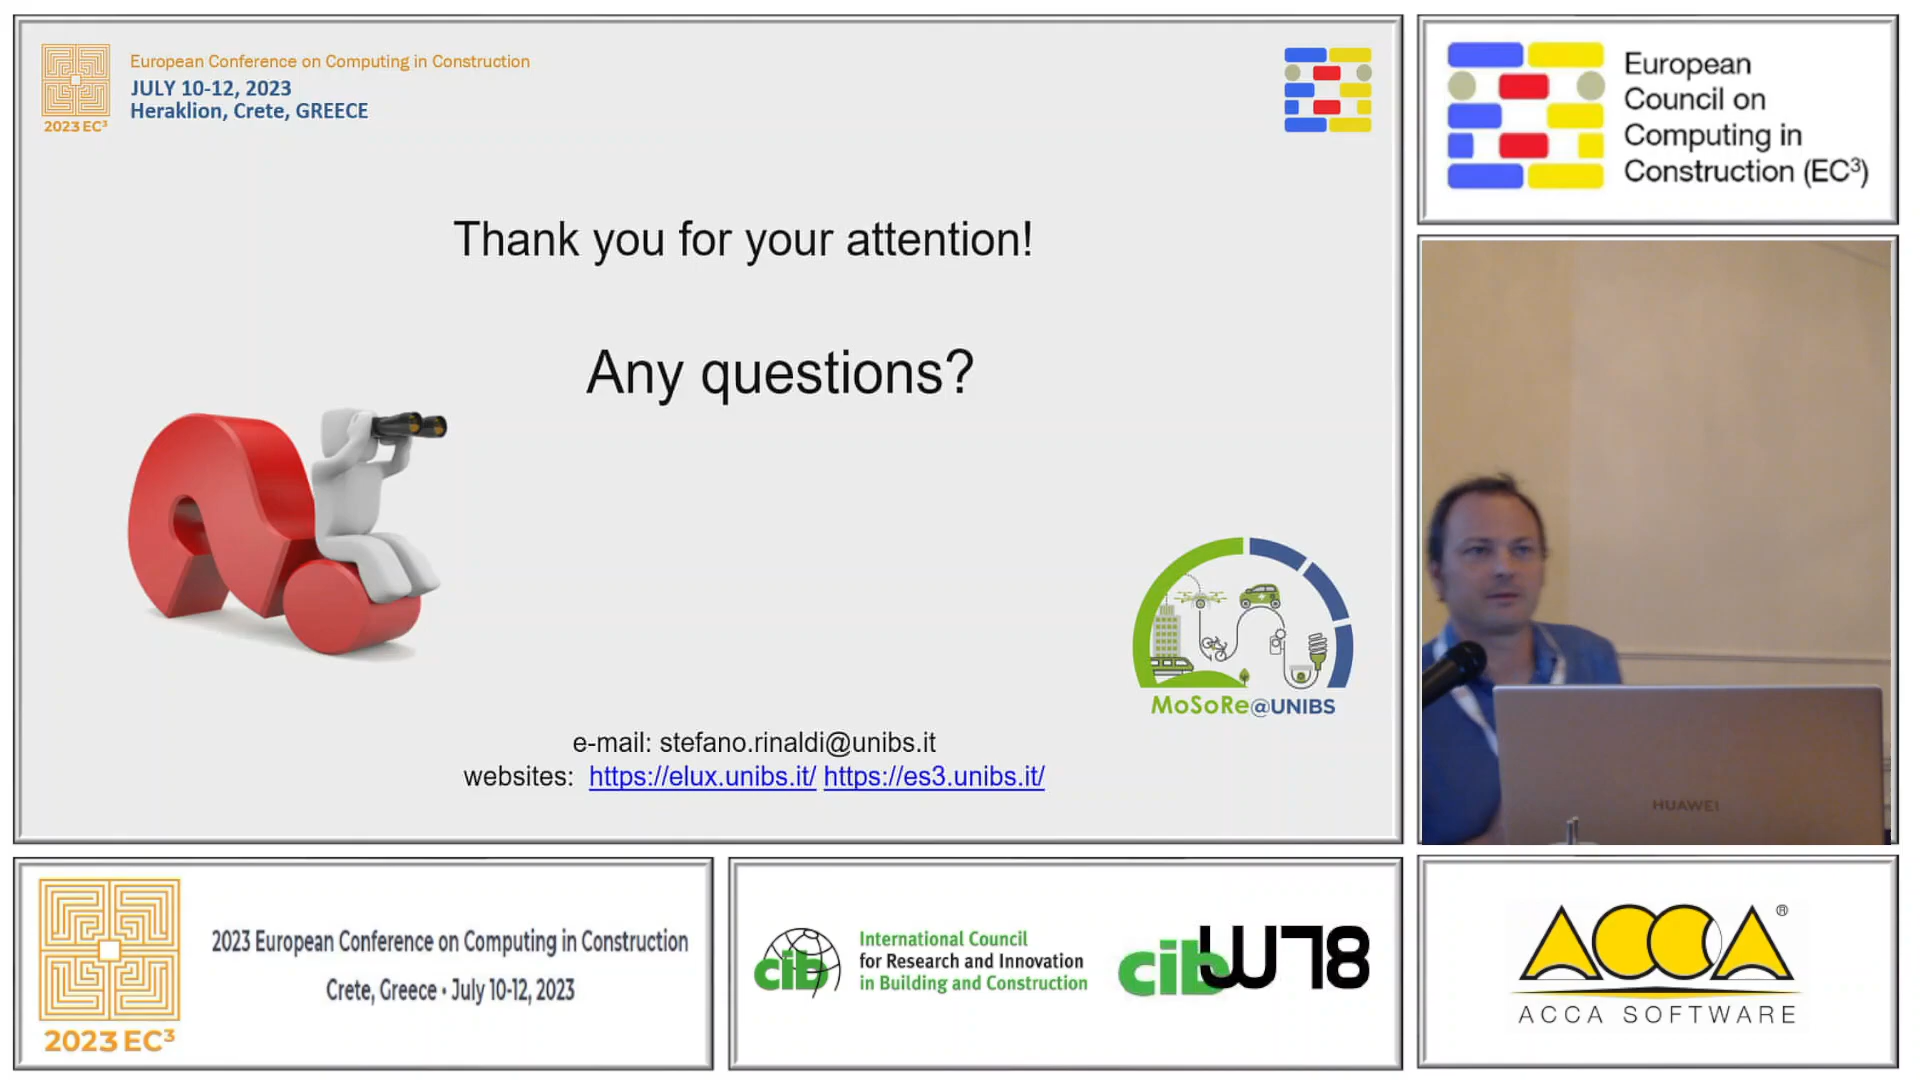 European Conference on Computing in Construction
JULY 10-12, 2023
Heraklion, Crete, GREECE
2023 EC³
Thank you for your attention!
Any questions?
MoSoRe@UNIBS
e-mail: stefano.rinaldi@unibs.it
websites: https://elux.unibs.it/ https://es3.unibs.it/
European
Council on
Computing in
Construction (EC³)
HUAWEI
2023 EC³
2023 European Conference on Computing in Construction
Crete, Greece • July 10-12, 2023
cib
International Council
for Research and Innovation
in Building and Construction
cib W78
ACCA ®
ACCA SOFTWARE